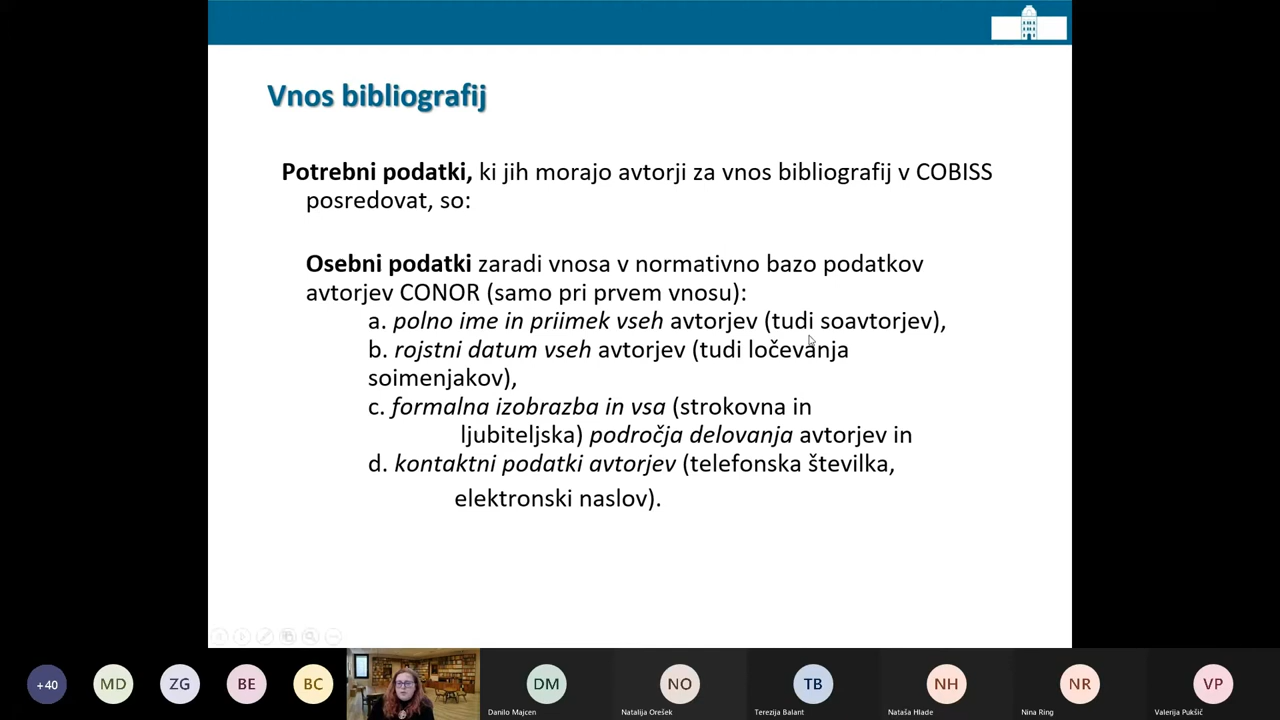 Vnos bibliografij
Potrebni podatki, ki jih morajo avtorji za vnos bibliografij v COBISS
posredovat, so:
Osebni podatki zaradi vnosa v normativno bazo podatkov
avtorjev CONOR (samo pri prvem vnosu):
a. polno ime in priimek vseh avtorjev (tudi soavtorjev),
b. rojstni datum vseh avtorjev (tudi ločevanja
soimenjakov),
c. formalna izobrazba in vsa (strokovna in
ljubiteljska) področja delovanja avtorjev in
d. kontaktni podatki avtorjev (telefonska številka,
elektronski naslov).
+40
MD
ZG
BE
BC
DM
NO
TB
NH
NR
VP
Danilo Majcen
Natalija Orešek
Terezija Balant
Nataša Hlade
Nina Ring
Valerija Pukšič